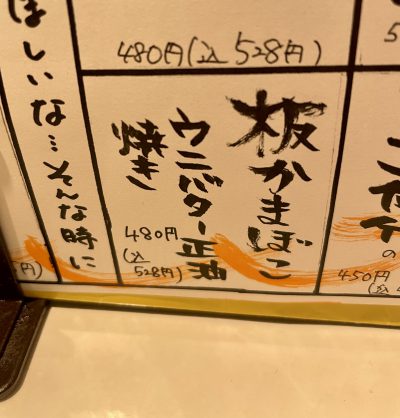 480円(込528円)
板かまぼこ
ウニバター正油
焼き
480円
(込
528円)
450円
ほしいな…そんな時に
円)